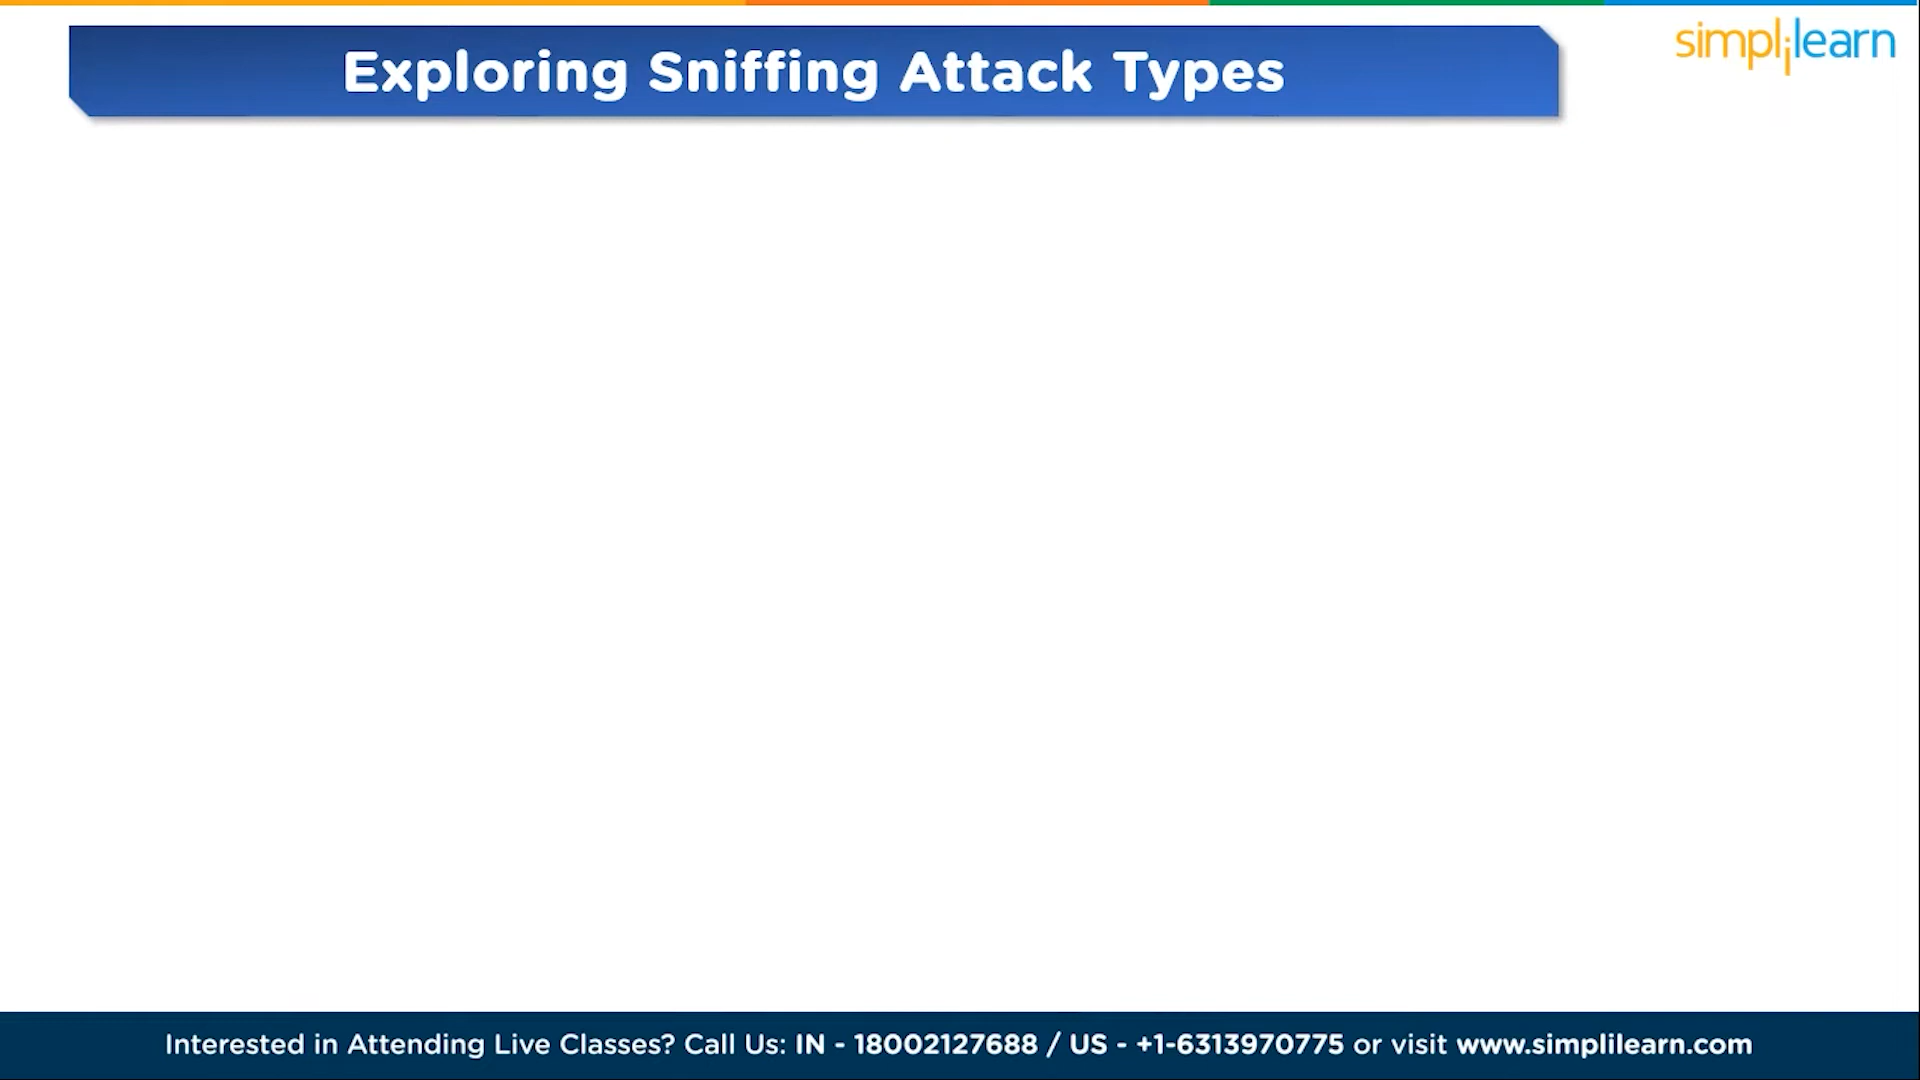 Exploring Sniffing Attack Types
simplilearn
Interested in Attending Live Classes? Call Us: IN - 18002127688 / US - +1-6313970775 or visit www.simplilearn.com